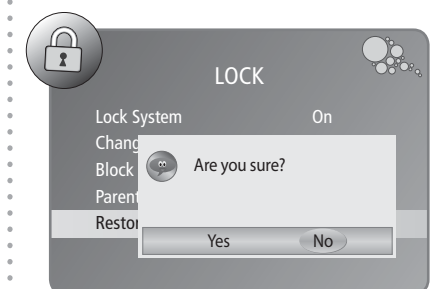 LOCK
Lock System On
Chang
Block
Are you sure?
Parent
Restor
Yes No